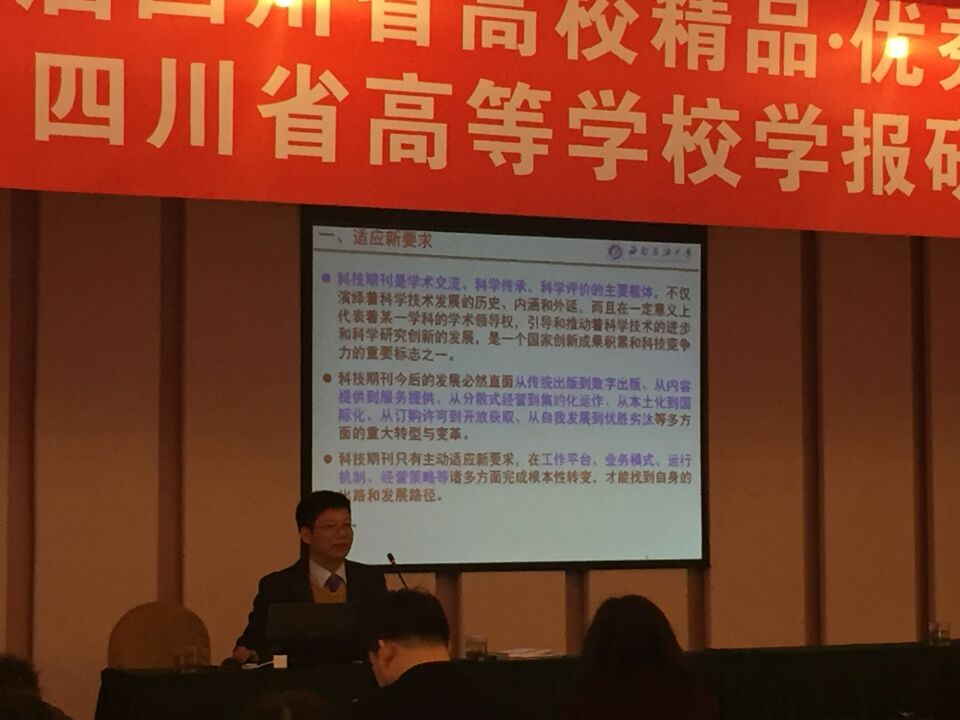 届四川省高校精品·优秀
四川省高等学校学报研
一、适应新要求
西南石油大学
科技期刊是学术交流、科学传承、科学评价的主要载体，不仅
演绎着科学技术发展的历史、内涵和外延，而且在一定意义上
代表着某一学科的学术领导权，引导和推动着科学技术的进步
和科学研究创新的发展，是一个国家创新成果积累和科技竞争
力的重要标志之一。
科技期刊今后的发展必然直面从传统出版到数字出版、从内容
提供到服务提供、从分散式经营到集约化运作、从本土化到国
际化、从订购许可到开放获取、从自我发展到优胜劣汰等多方
面的重大转型与变革。
科技期刊只有主动适应新要求，在工作平台、业务模式、运行
机制、经营策略等诸多方面完成根本性转变，才能找到自身的
出路和发展路径。